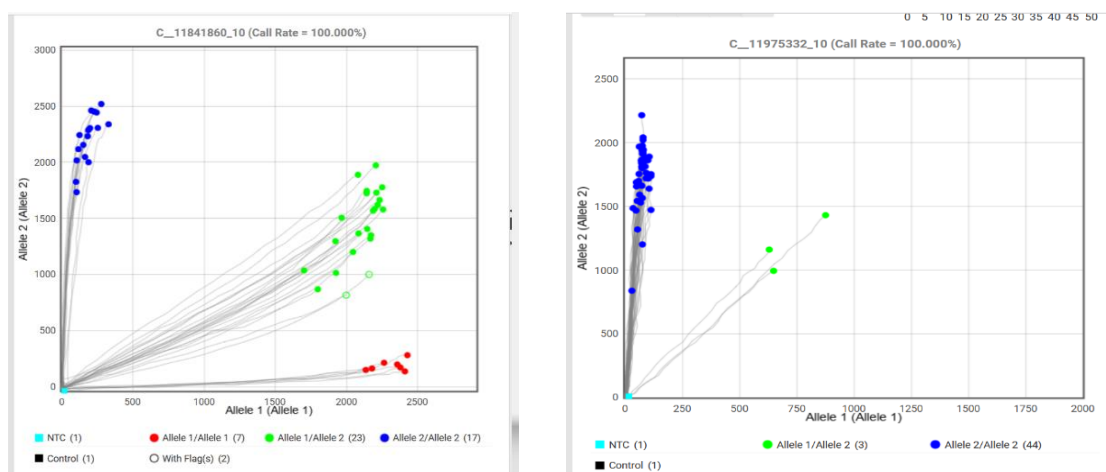 C__11841860_10 (Call Rate = 100.000%)
3000
2500
2000
1500
1000
500
0
Allele 2 (Allele 2)
0 500 1000 1500 2000 2500
Allele 1 (Allele 1)
NTC (1) Allele 1/Allele 1 (7) Allele 1/Allele 2 (23) Allele 2/Allele 2 (17)
Control (1) With Flag(s) (2)
0 5 10 15 20 25 30 35 40 45 50
C__11975332_10 (Call Rate = 100.000%)
2500
2000
1500
1000
500
0
Allele 2 (Allele 2)
0 250 500 750 1000 1250 1500 1750 2000
Allele 1 (Allele 1)
NTC (1) Allele 1/Allele 2 (3) Allele 2/Allele 2 (44)
Control (1)